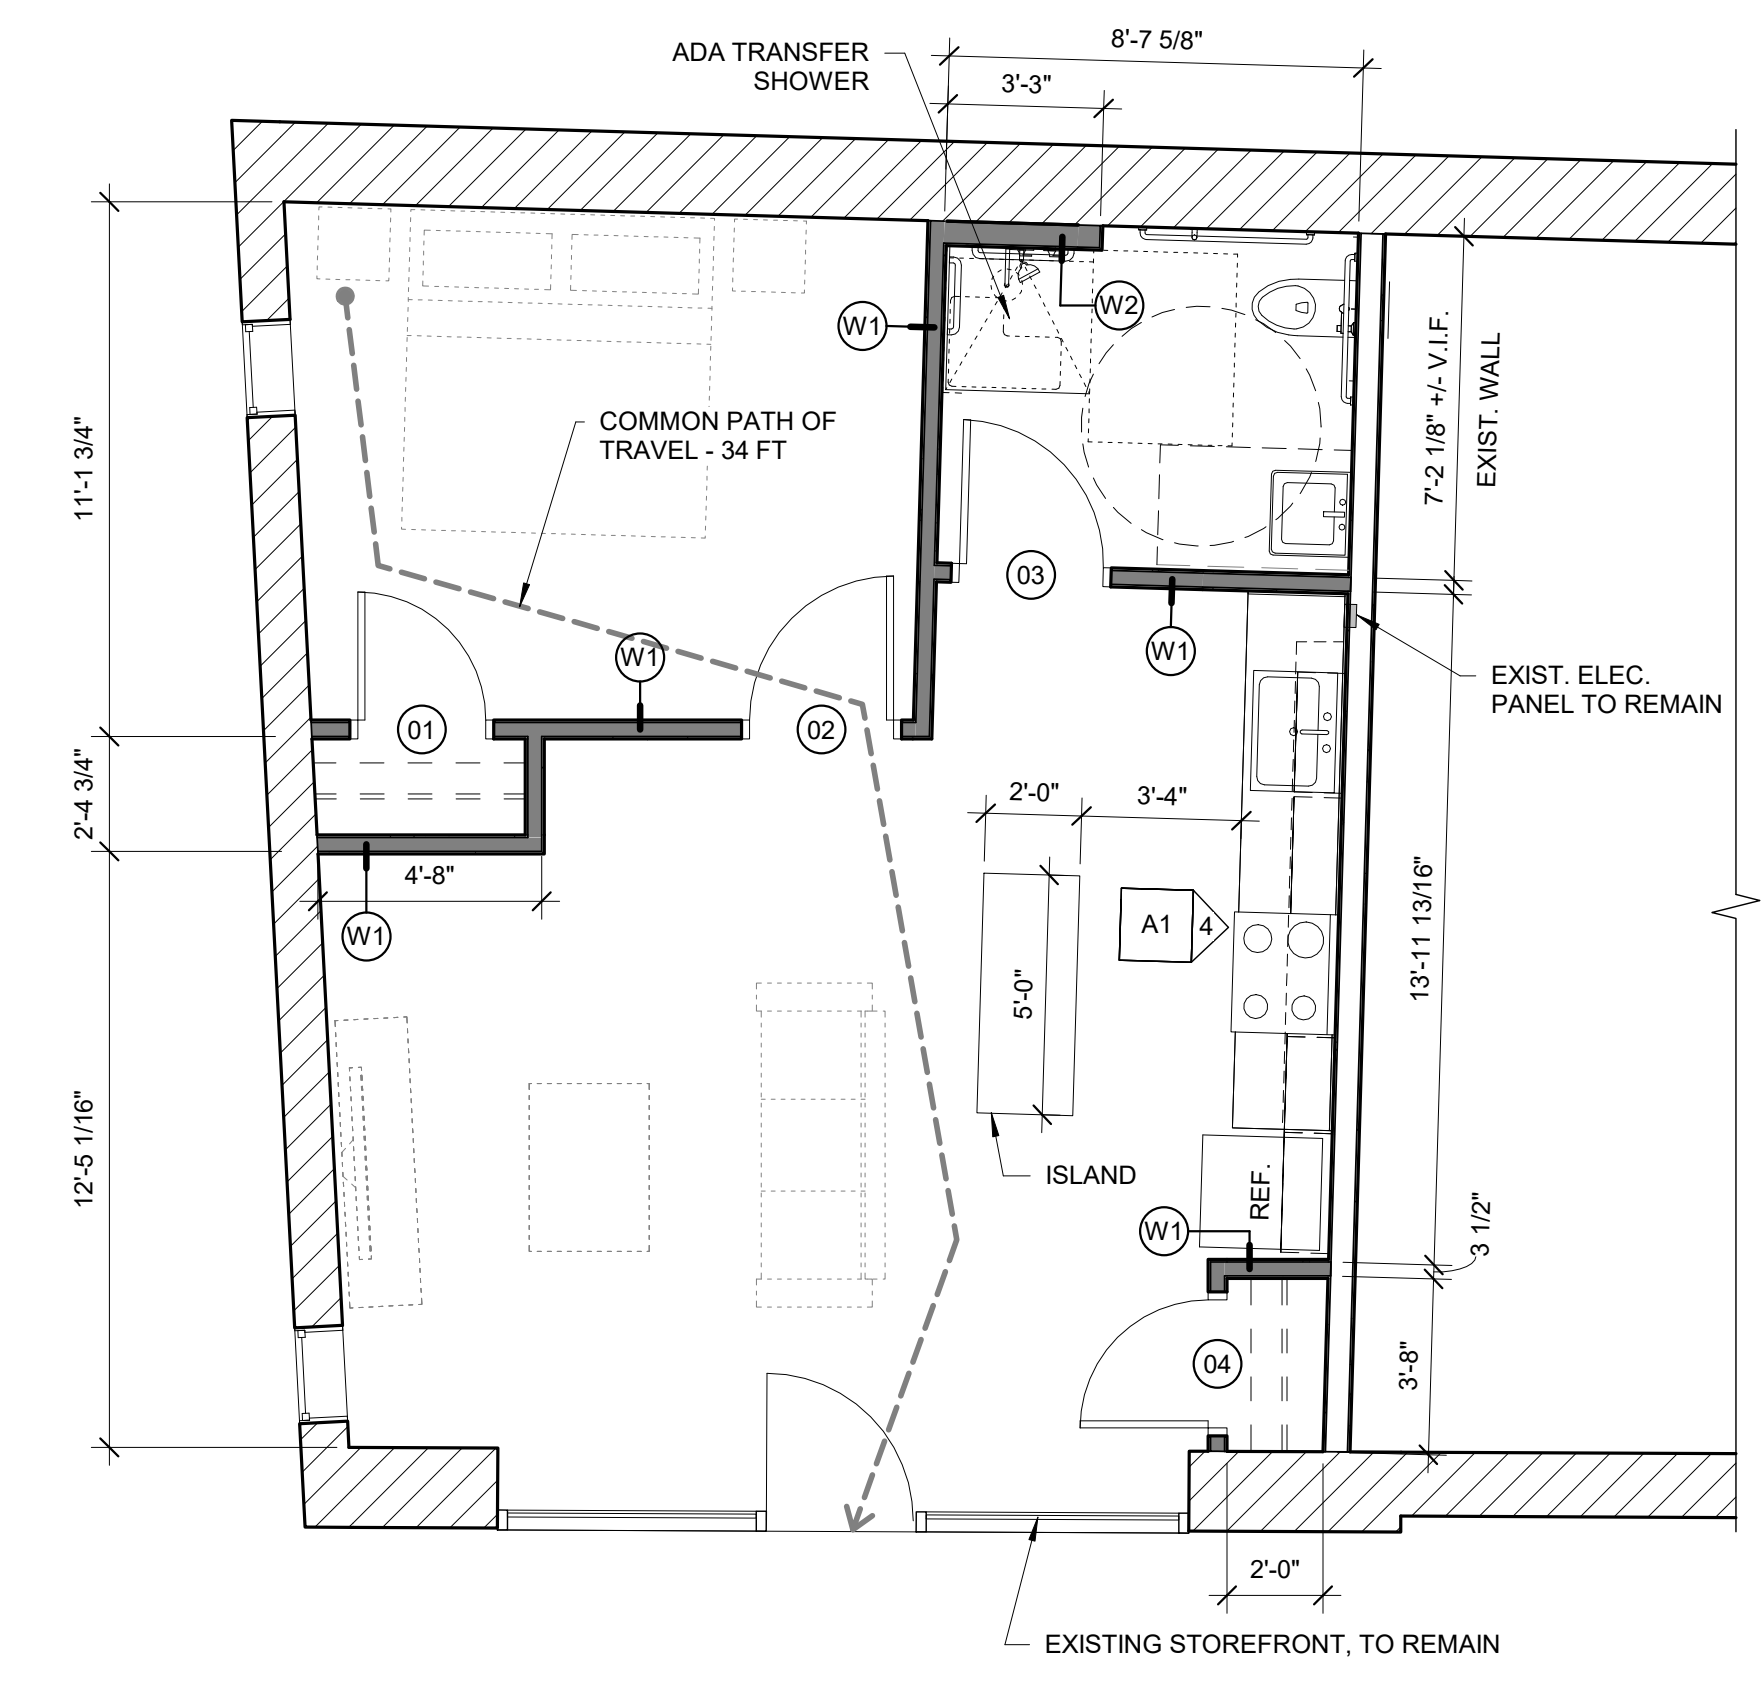 8'-7 5/8"
ADA TRANSFER
SHOWER
3'-3"
W2
W1
11'-1 3/4"
COMMON PATH OF
TRAVEL - 34 FT
7'-2 1/8" +/- V.I.F.
EXIST. WALL
03
W1
W1
EXIST. ELEC.
PANEL TO REMAIN
01
02
2'-4 3/4"
2'-0"
3'-4"
4'-8"
W1
5'-0"
A1
4
13'-11 13/16"
12'-5 1/16"
ISLAND
REF.
W1
3 1/2"
04
3'-8"
2'-0"
EXISTING STOREFRONT, TO REMAIN